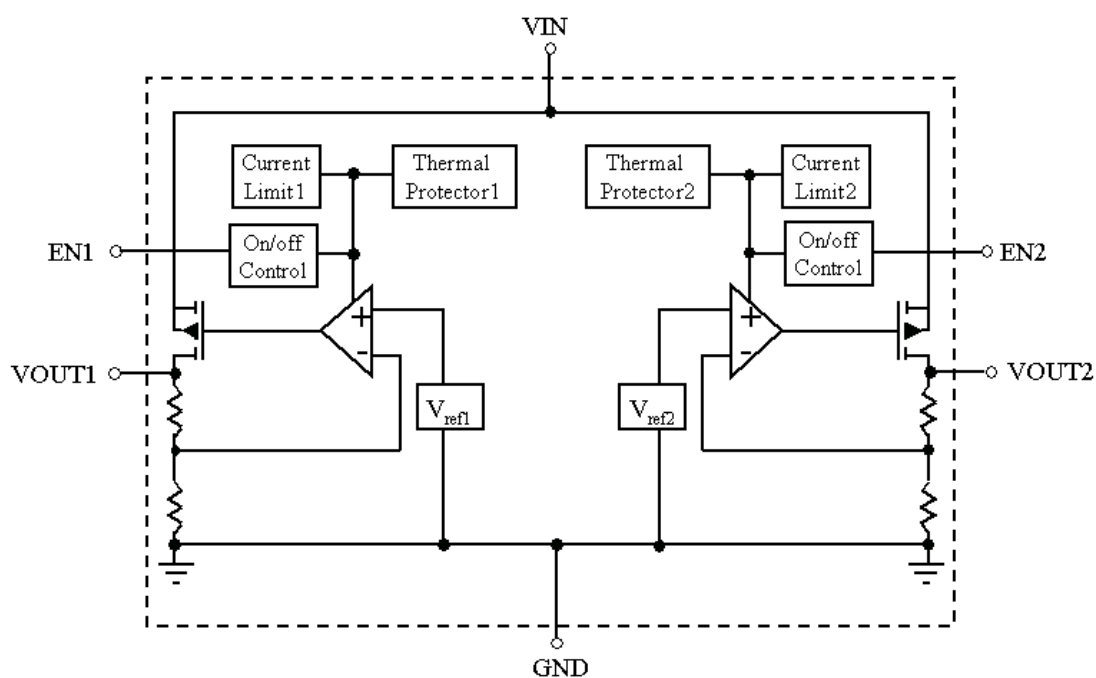 VIN
Current Limit1
Thermal Protector1
Thermal Protector2
Current Limit2
EN1
On/off Control
On/off Control
EN2
+
-
+
-
VOUT1
VOUT2
Vref1
Vref2
GND